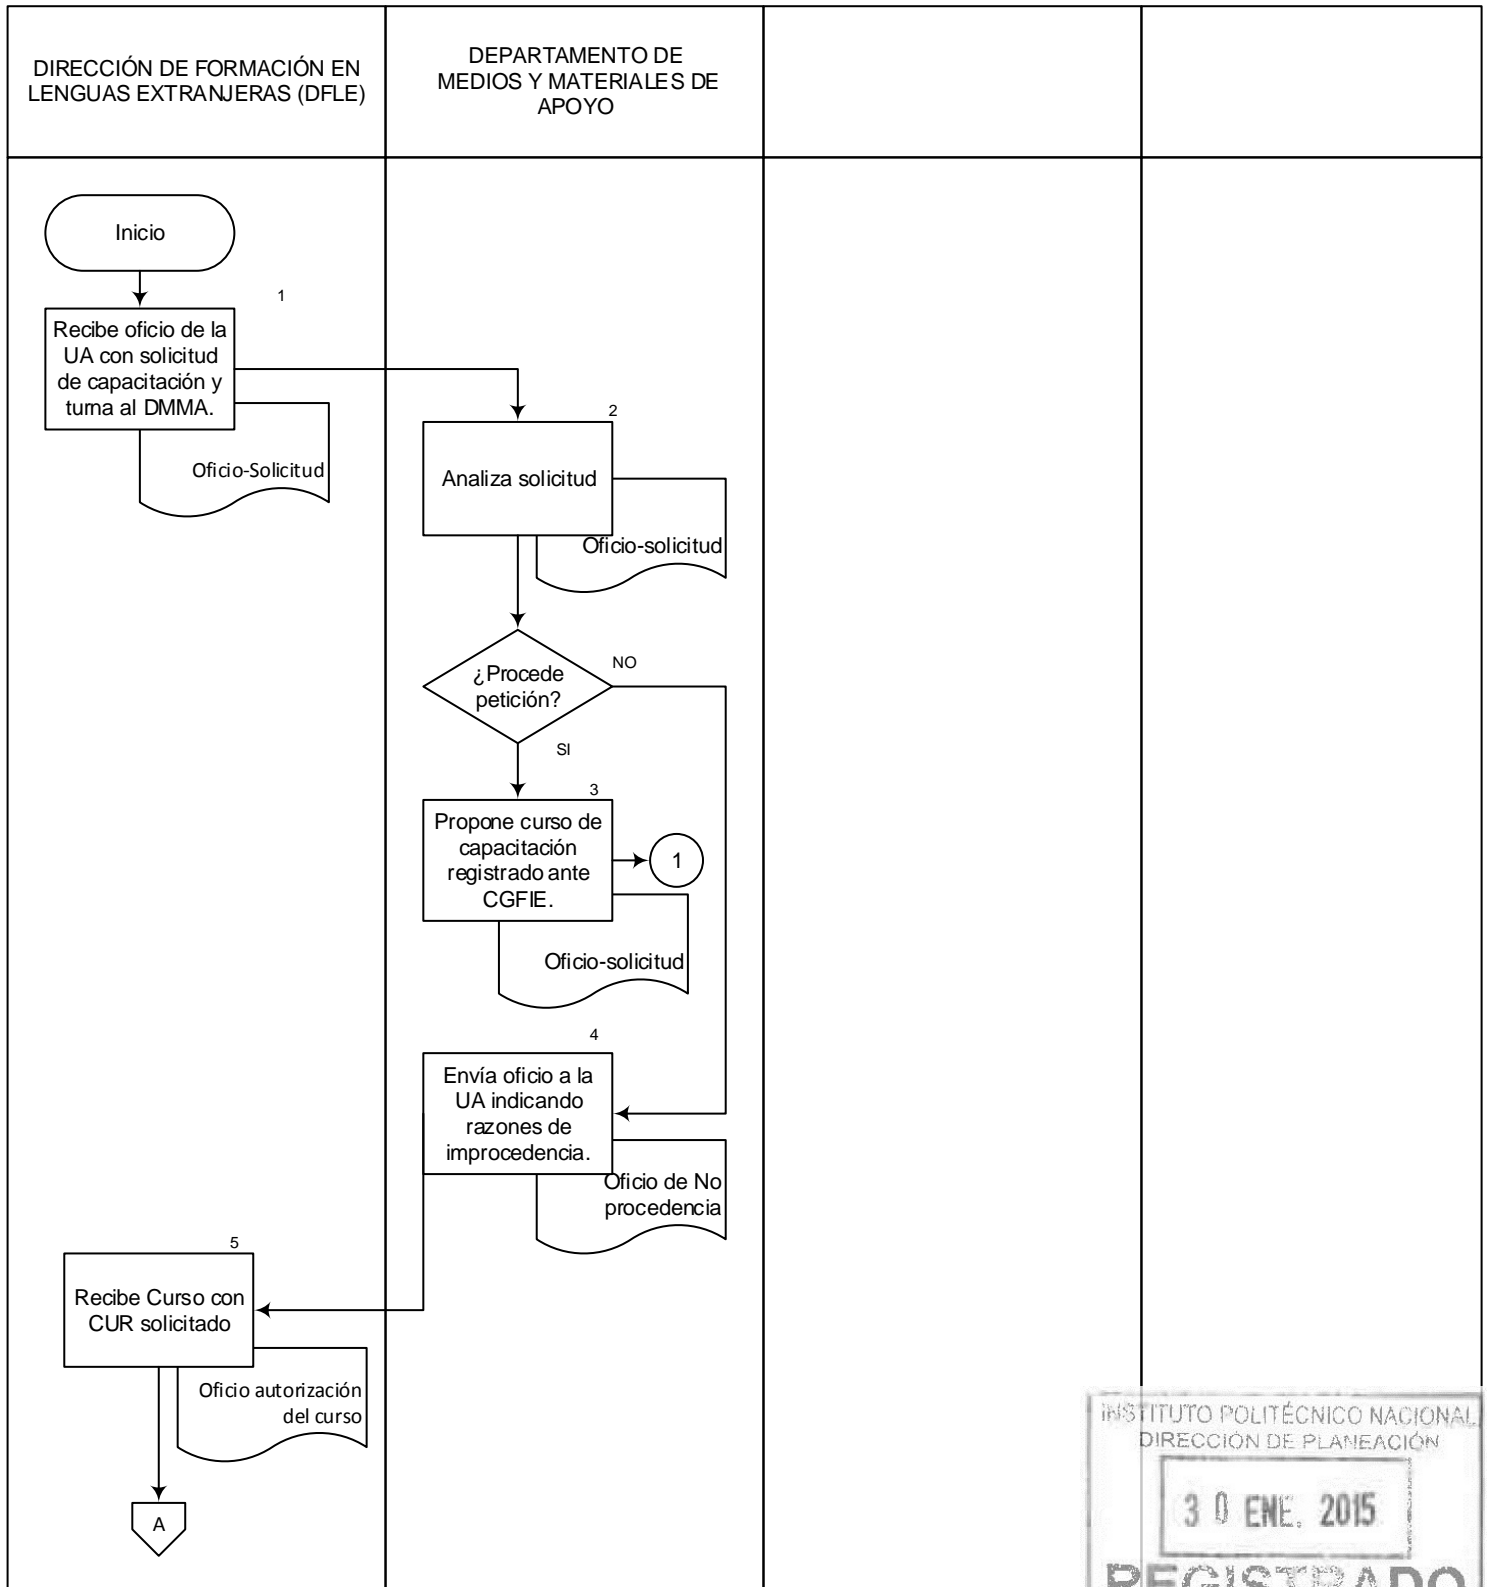 DIRECCIÓN DE FORMACIÓN EN
LENGUAS EXTRANJERAS (DFLE)
DEPARTAMENTO DE
MEDIOS Y MATERIALES DE
APOYO
Inicio
1
Recibe oficio de la
UA con solicitud
de capacitación y
turna al DMMA.
Oficio-Solicitud
2
Analiza solicitud
Oficio-solicitud
¿Procede
petición?
NO
SI
3
Propone curso de
capacitación
registrado ante
CGFIE.
1
Oficio-solicitud
4
Envía oficio a la
UA indicando
razones de
improcedencia.
Oficio de No
procedencia
5
Recibe Curso con
CUR solicitado
Oficio autorización
del curso
A
INSTITUTO POLITÉCNICO NACIONAL
DIRECCIÓN DE PLANEACIÓN
30 ENE. 2015
REGISTRADO